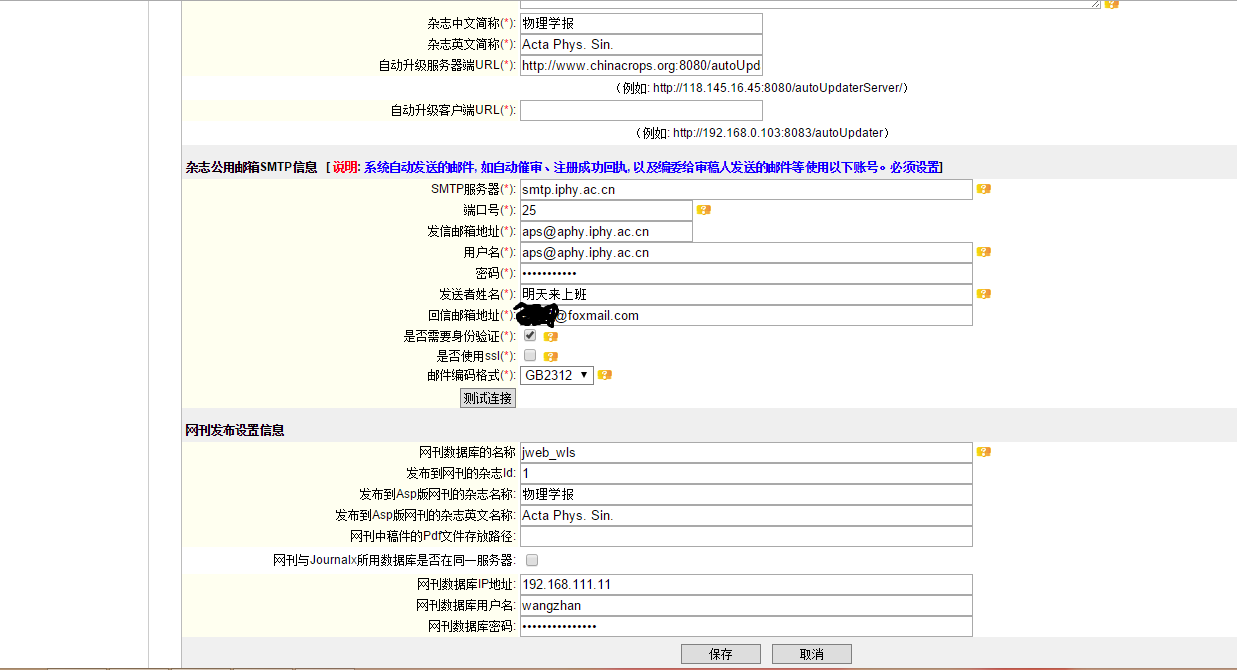 杂志中文简称(*): 物理学报
杂志英文简称(*): Acta Phys. Sin.
自动升级服务器端URL(*): http://www.chinacrops.org:8080/autoUpd
（例如: http://118.145.16.45:8080/autoUpdaterServer/）
自动升级客户端URL(*):
（例如: http://192.168.0.103:8083/autoUpdater）
杂志公用邮箱SMTP信息 [ 说明: 系统自动发送的邮件, 如自动催审、注册成功回执, 以及编委给审稿人发送的邮件等使用以下账号。必须设置]
SMTP服务器(*): smtp.iphy.ac.cn
端口号(*): 25
发信邮箱地址(*): aps@aphy.iphy.ac.cn
用户名(*): aps@aphy.iphy.ac.cn
密码(*): •••••••••••
发送者姓名(*): 明天来上班
回信邮箱地址(*): @foxmail.com
是否需要身份验证(*):
是否使用ssl(*):
邮件编码格式(*): GB2312
测试连接
网刊发布设置信息
网刊数据库的名称 jweb_wls
发布到网刊的杂志Id: 1
发布到Asp版网刊的杂志名称: 物理学报
发布到Asp版网刊的杂志英文名称: Acta Phys. Sin.
网刊中稿件的Pdf文件存放路径:
网刊与Journalx所用数据库是否在同一服务器:
网刊数据库IP地址: 192.168.111.11
网刊数据库用户名: wangzhan
网刊数据库密码: •••••••••••••••
保存 取消